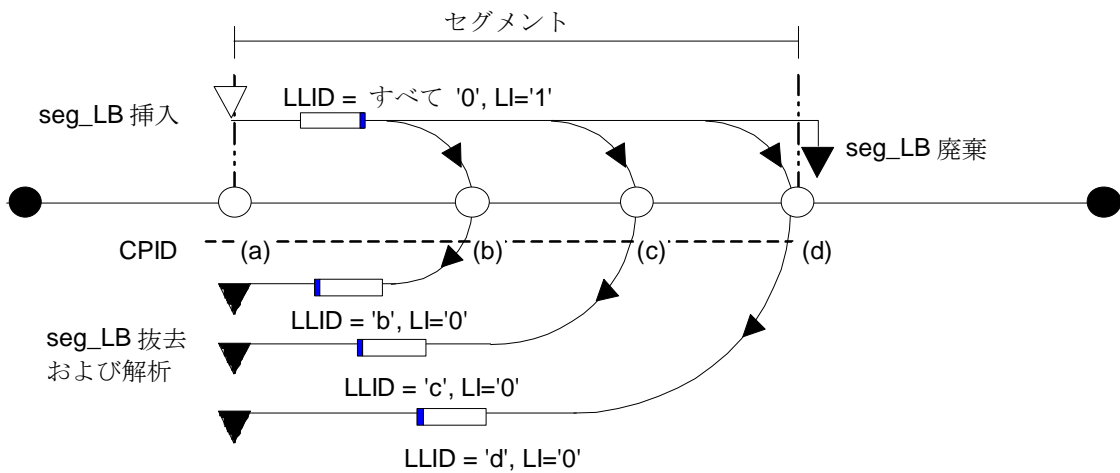 セグメント
LLID = すべて '0', LI='1'
seg_LB 挿入
seg_LB 廃棄
CPID (a) (b) (c) (d)
LLID = 'b', LI='0'
seg_LB 抜去
および解析
LLID = 'c', LI='0'
LLID = 'd', LI='0'